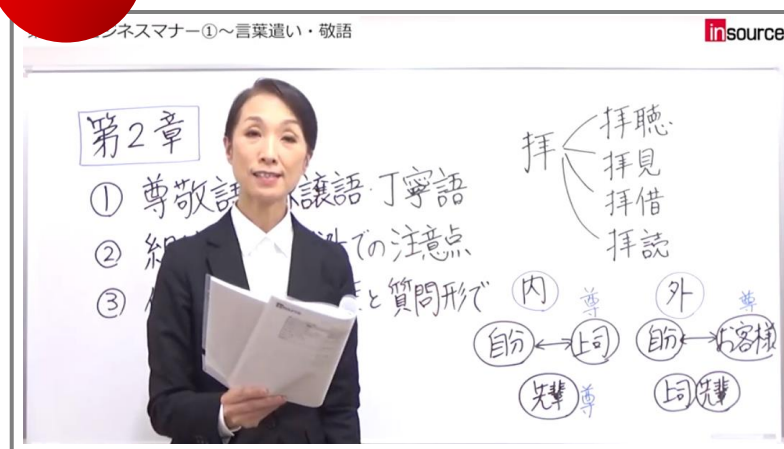 ビジネスマナー①～言葉遣い・敬語
insource
第2章
① 尊敬語 譲語・丁寧語
② 組 での注意点
③ と質問形で
拝
拝聴
拝見
拝借
拝読
内
尊
自分 ↔ 上司
先輩 尊
外
尊
自分 ↔ お客様
上司 先輩
insource